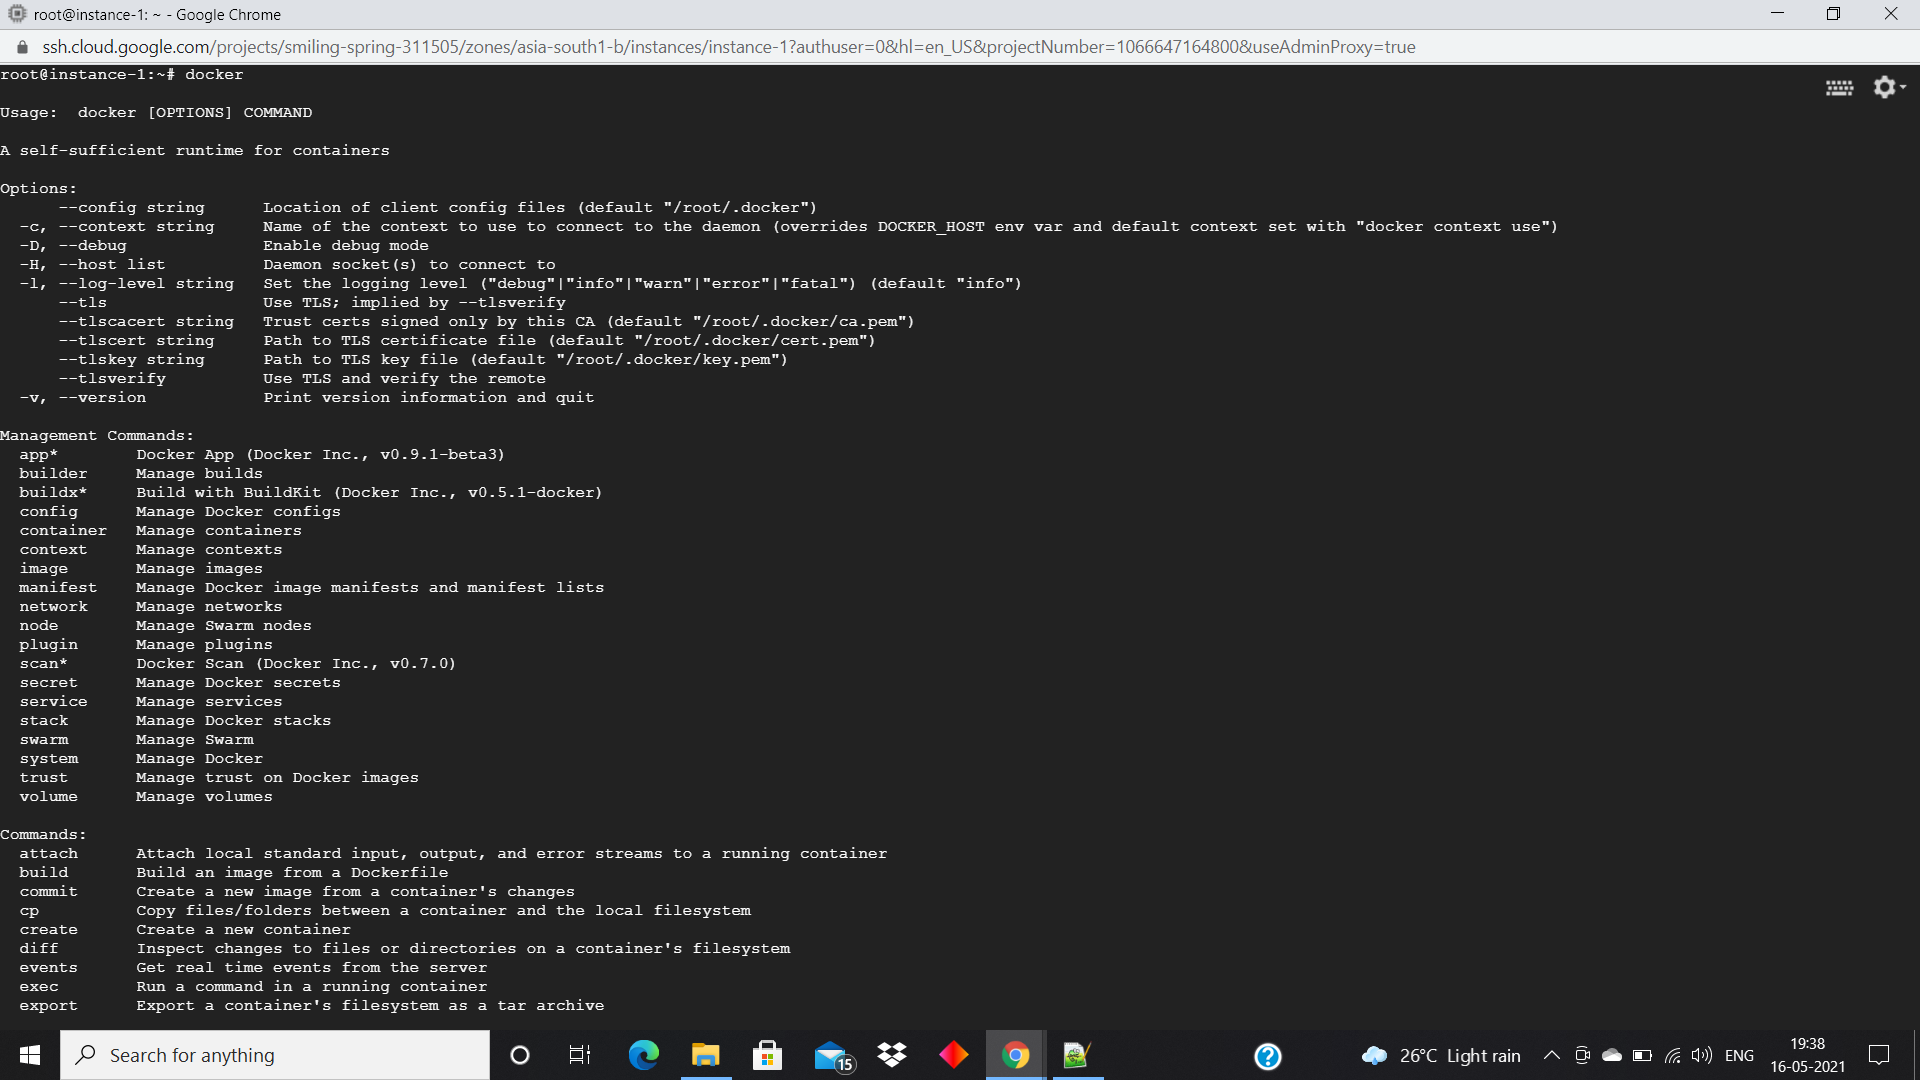 root@instance-1: ~ - Google Chrome
ssh.cloud.google.com/projects/smiling-spring-311505/zones/asia-south1-b/instances/instance-1?authuser=0&hl=en_US&projectNumber=1066647164800&useAdminProxy=true
root@instance-1:~# docker
Usage:  docker [OPTIONS] COMMAND
A self-sufficient runtime for containers
Options:
      --config string      Location of client config files (default "/root/.docker")
  -c, --context string     Name of the context to use to connect to the daemon (overrides DOCKER_HOST env var and default context set with "docker context use")
  -D, --debug              Enable debug mode
  -H, --host list          Daemon socket(s) to connect to
  -l, --log-level string   Set the logging level ("debug"|"info"|"warn"|"error"|"fatal") (default "info")
      --tls                Use TLS; implied by --tlsverify
      --tlscacert string   Trust certs signed only by this CA (default "/root/.docker/ca.pem")
      --tlscert string     Path to TLS certificate file (default "/root/.docker/cert.pem")
      --tlskey string      Path to TLS key file (default "/root/.docker/key.pem")
      --tlsverify          Use TLS and verify the remote
  -v, --version            Print version information and quit
Management Commands:
  app*        Docker App (Docker Inc., v0.9.1-beta3)
  builder     Manage builds
  buildx*     Build with BuildKit (Docker Inc., v0.5.1-docker)
  config      Manage Docker configs
  container   Manage containers
  context     Manage contexts
  image       Manage images
  manifest    Manage Docker image manifests and manifest lists
  network     Manage networks
  node        Manage Swarm nodes
  plugin      Manage plugins
  scan*       Docker Scan (Docker Inc., v0.7.0)
  secret      Manage Docker secrets
  service     Manage services
  stack       Manage Docker stacks
  swarm       Manage Swarm
  system      Manage Docker
  trust       Manage trust on Docker images
  volume      Manage volumes
Commands:
  attach      Attach local standard input, output, and error streams to a running container
  build       Build an image from a Dockerfile
  commit      Create a new image from a container's changes
  cp          Copy files/folders between a container and the local filesystem
  create      Create a new container
  diff        Inspect changes to files or directories on a container's filesystem
  events      Get real time events from the server
  exec        Run a command in a running container
  export      Export a container's filesystem as a tar archive
Search for anything
15
26°C Light rain
ENG
19:38
16-05-2021